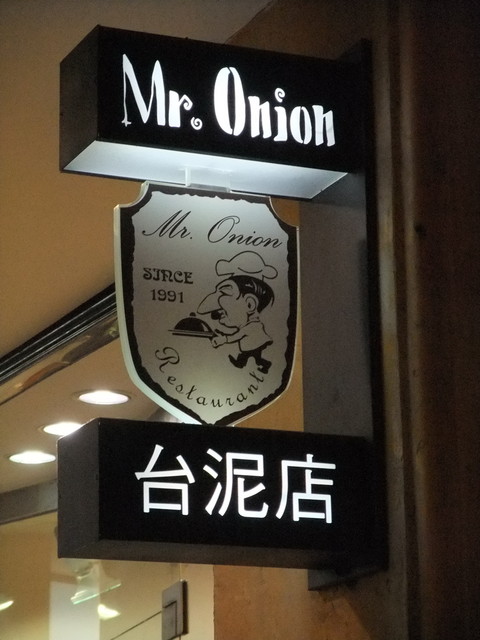 Mr. Onion
Mr. Onion
SINCE
1991
Restaurant
台泥店